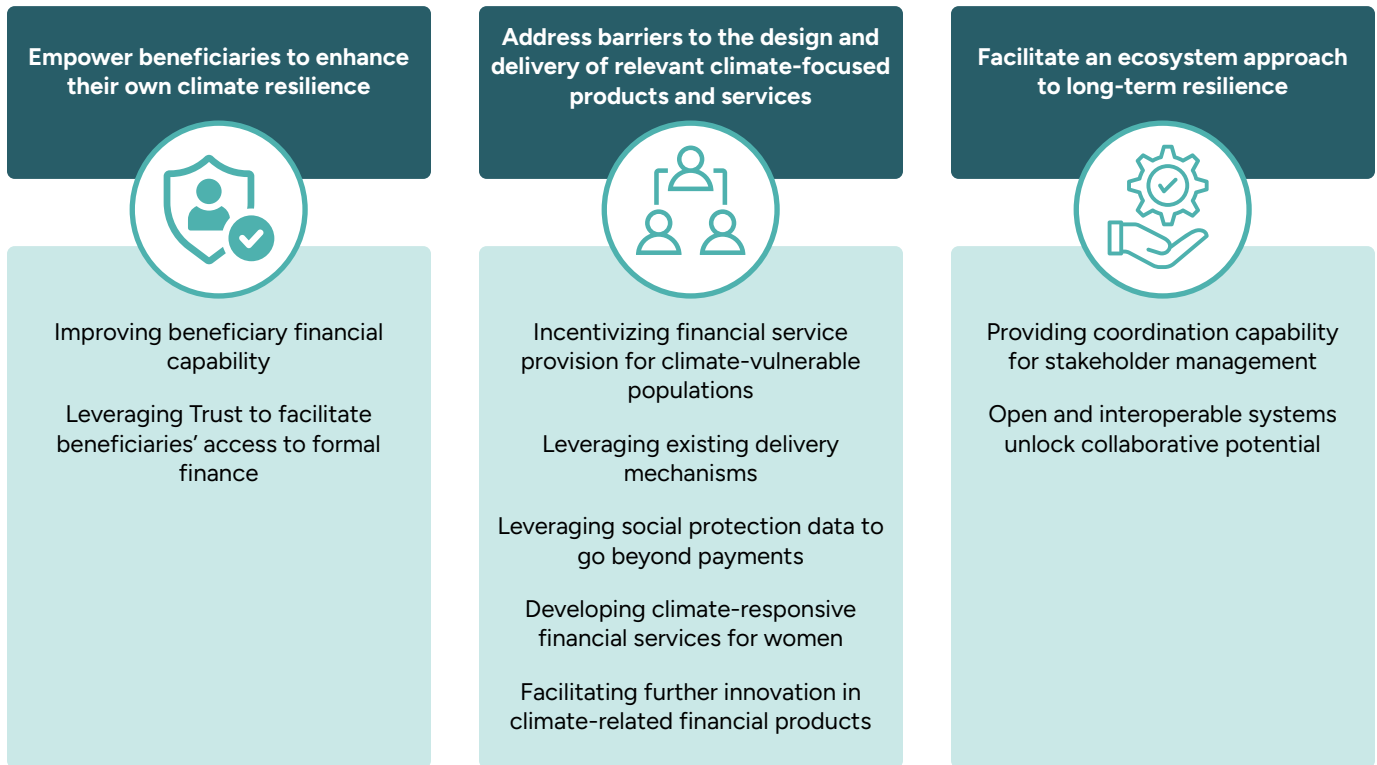 Empower beneficiaries to enhance
their own climate resilience
Improving beneficiary financial
capability
Leveraging Trust to facilitate
beneficiaries’ access to formal
finance
Address barriers to the design and
delivery of relevant climate-focused
products and services
Incentivizing financial service
provision for climate-vulnerable
populations
Leveraging existing delivery
mechanisms
Leveraging social protection data to
go beyond payments
Developing climate-responsive
financial services for women
Facilitating further innovation in
climate-related financial products
Facilitate an ecosystem approach
to long-term resilience
Providing coordination capability
for stakeholder management
Open and interoperable systems
unlock collaborative potential